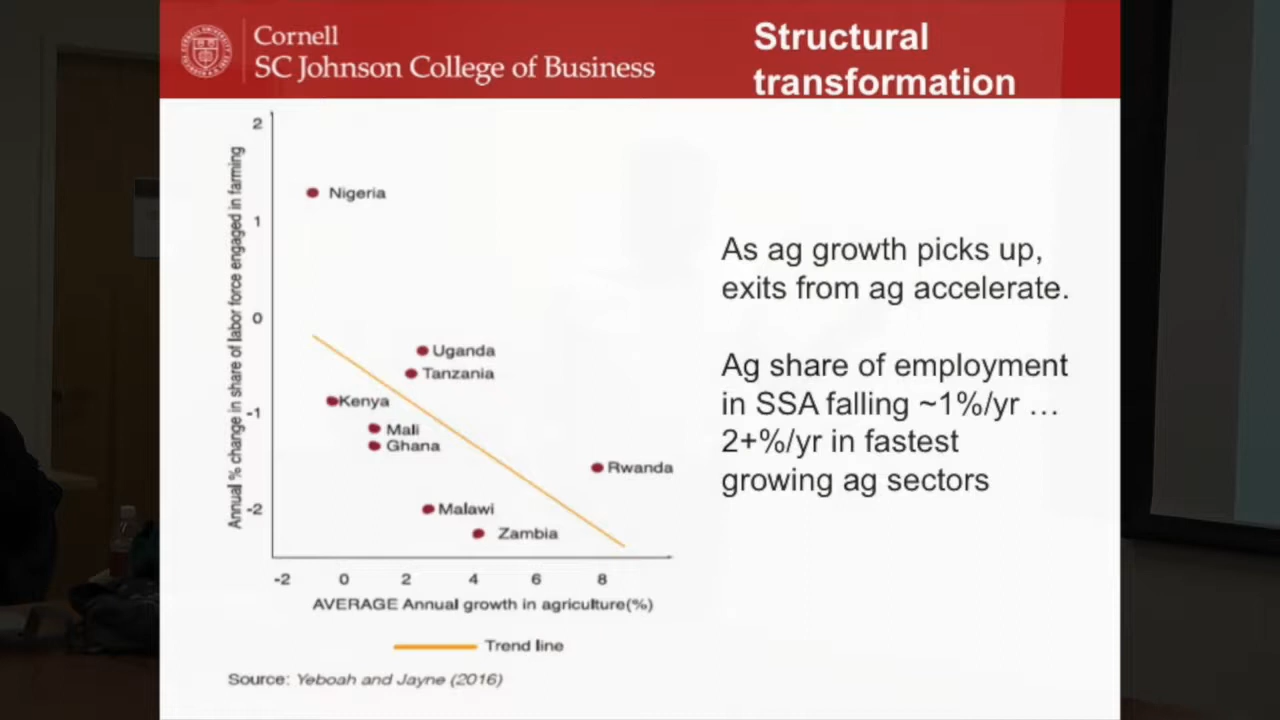 Cornell
SC Johnson College of Business
Structural
transformation
Annual % change in share of labor force engaged in farming
2
1
0
-1
-2
Nigeria
Uganda
Tanzania
Kenya
Mali
Ghana
Rwanda
Malawi
Zambia
-2 0 2 4 6 8
AVERAGE Annual growth in agriculture(%)
Trend line
Source: Yeboah and Jayne (2016)
As ag growth picks up,
exits from ag accelerate.
Ag share of employment
in SSA falling ~1%/yr …
2+%/yr in fastest
growing ag sectors